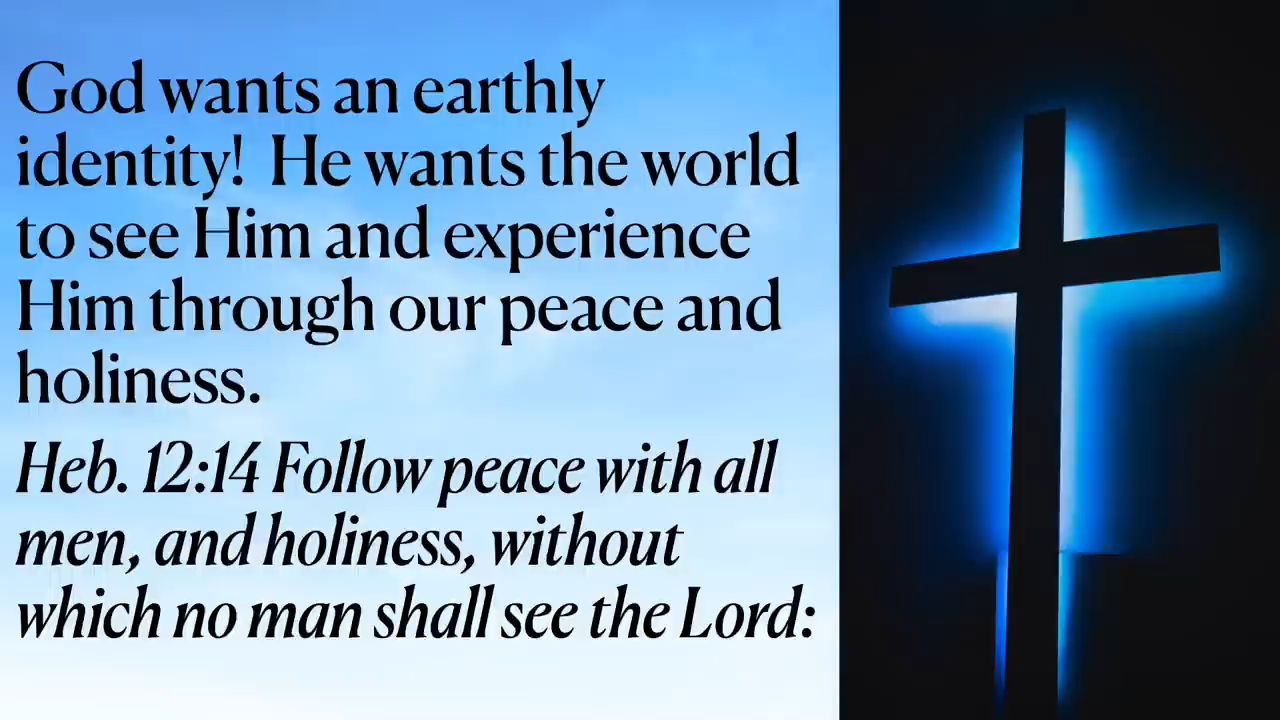 God wants an earthly
identity!  He wants the world
to see Him and experience
Him through our peace and
holiness.
Heb. 12:14 Follow peace with all
men, and holiness, without
which no man shall see the Lord: